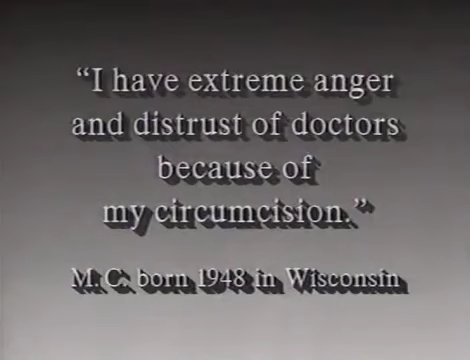 “I have extreme anger
and distrust of doctors
because of
my circumcision.”
M.C. born 1948 in Wisconsin